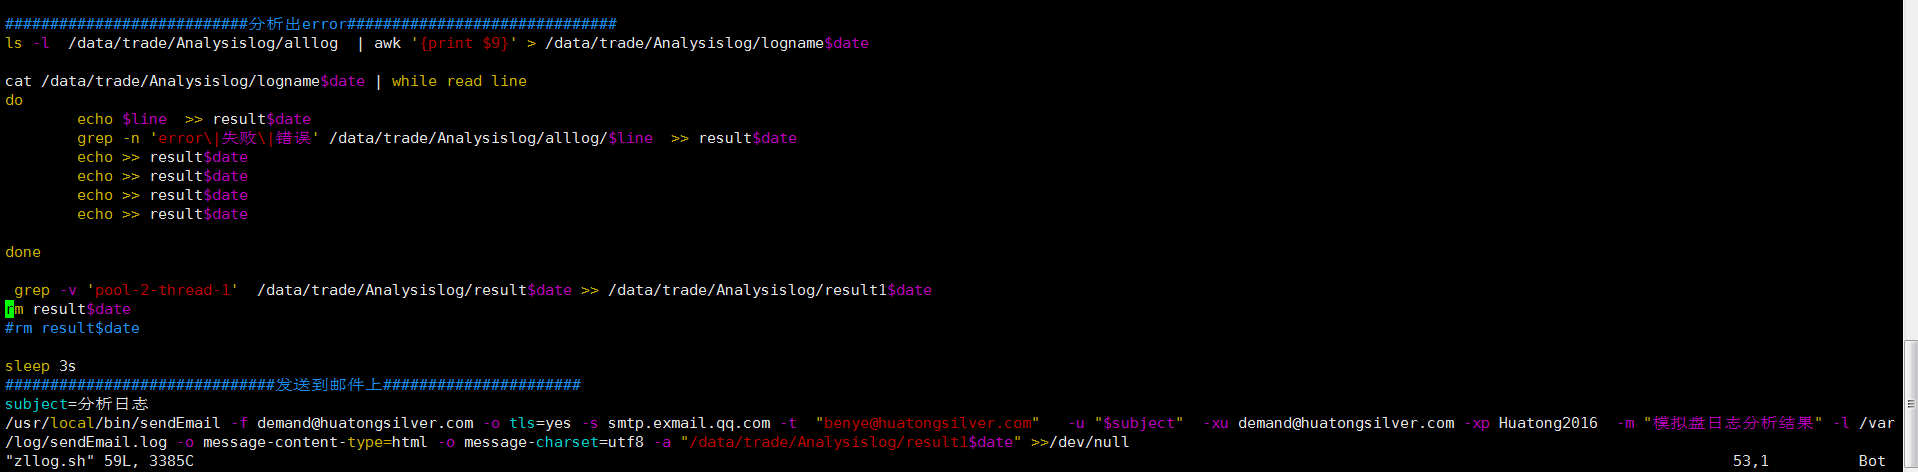 ###########################分析出error##############################
ls -l  /data/trade/Analysislog/alllog  | awk '{print $9}' > /data/trade/Analysislog/logname$date
cat /data/trade/Analysislog/logname$date | while read line
do
        echo $line  >> result$date
        grep -n 'error\|失败\|错误' /data/trade/Analysislog/alllog/$line  >> result$date
        echo >> result$date
        echo >> result$date
        echo >> result$date
        echo >> result$date
done
 grep -v 'pool-2-thread-1'  /data/trade/Analysislog/result$date >> /data/trade/Analysislog/result1$date
rm result$date
#rm result$date
sleep 3s
##############################发送到邮件上######################
subject=分析日志
/usr/local/bin/sendEmail -f demand@huatongsilver.com -o tls=yes -s smtp.exmail.qq.com -t  "benye@huatongsilver.com"   -u "$subject"  -xu demand@huatongsilver.com -xp Huatong2016  -m "模拟盘日志分析结果" -l /var
/log/sendEmail.log -o message-content-type=html -o message-charset=utf8 -a "/data/trade/Analysislog/result1$date" >>/dev/null
"zllog.sh" 59L, 3385C                                                                    53,1          Bot